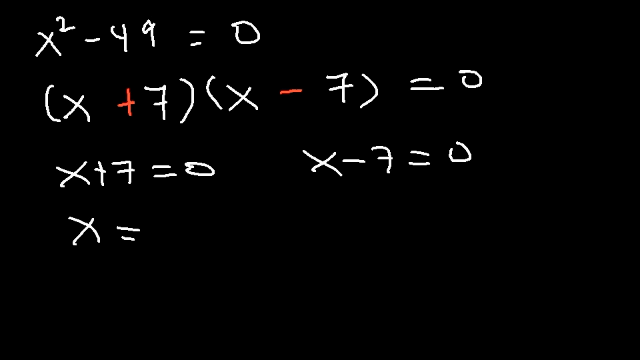 x² - 49 = 0
(x + 7)(x - 7) = 0
x+7=0 x-7=0
x =